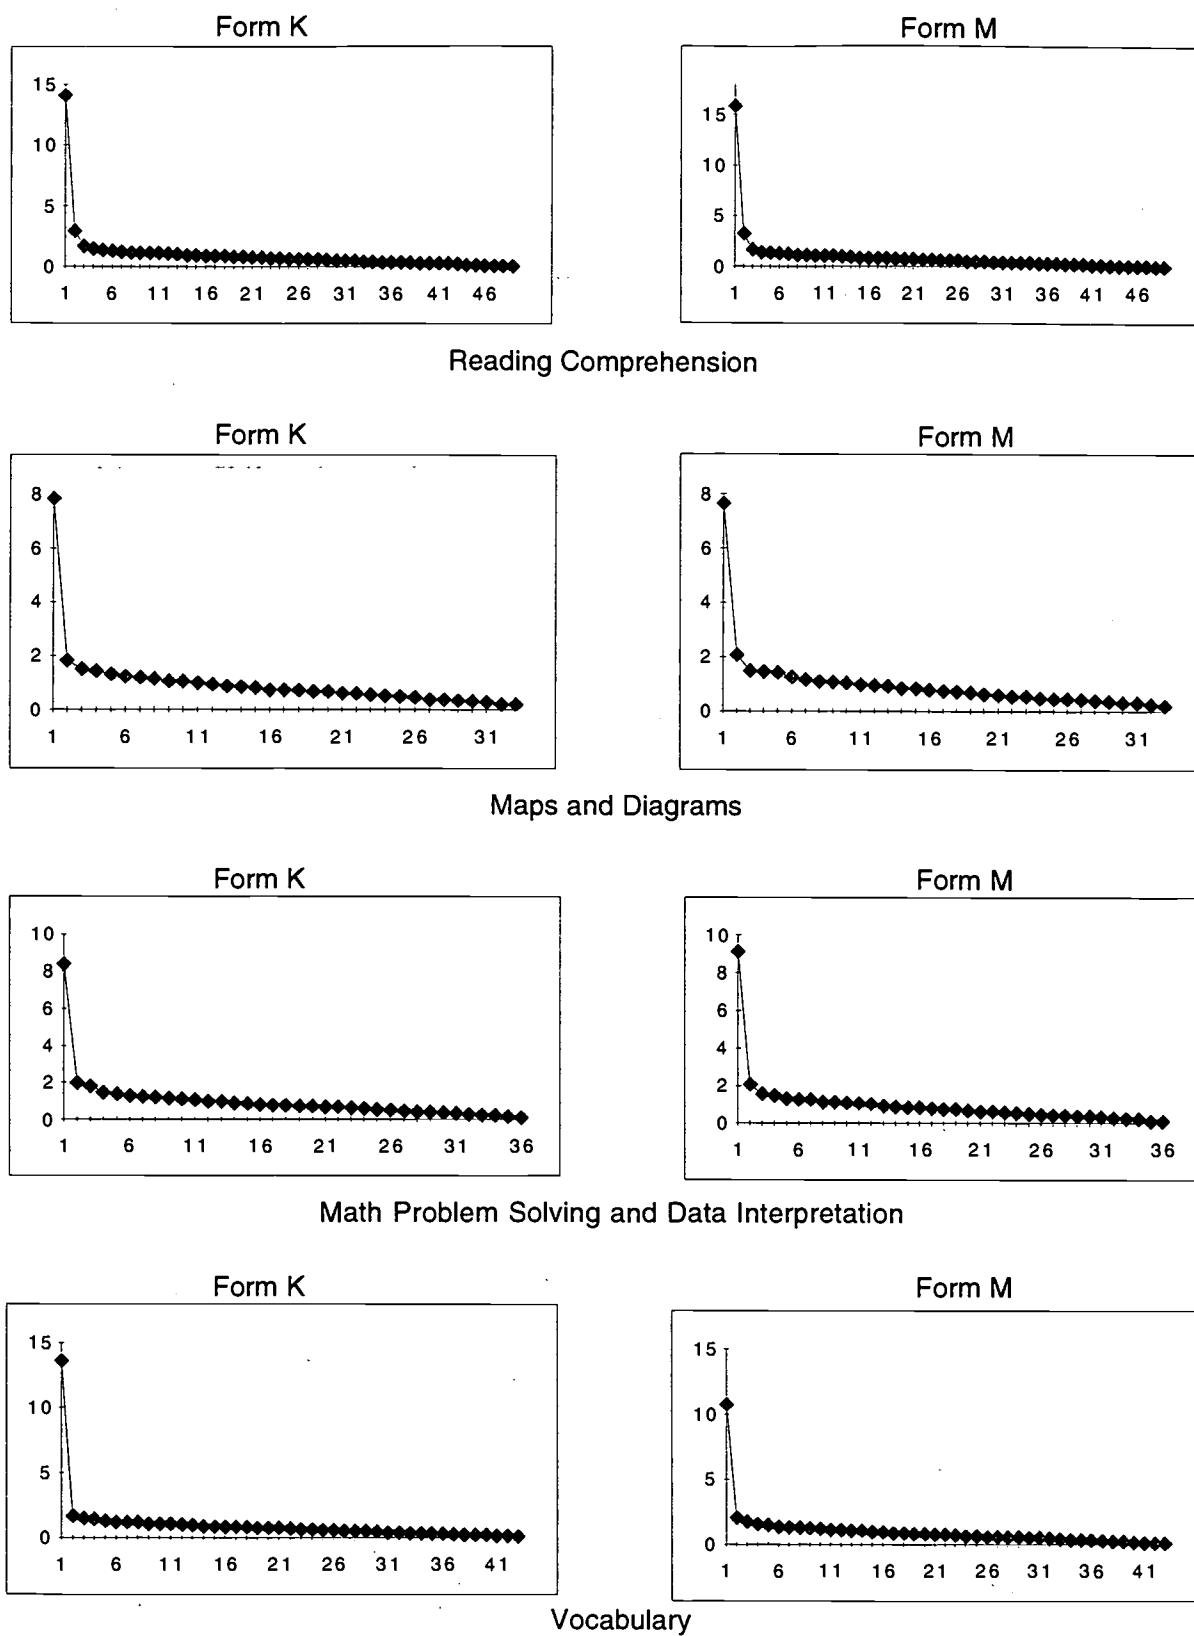 Form K
Form M
15
10
5
0
1 6 11 16 21 26 31 36 41 46
15
10
5
0
1 6 11 16 21 26 31 36 41 46
Reading Comprehension
Form K
Form M
8
6
4
2
0
1 6 11 16 21 26 31
8
6
4
2
0
1 6 11 16 21 26 31
Maps and Diagrams
Form K
Form M
10
8
6
4
2
0
1 6 11 16 21 26 31 36
10
8
6
4
2
0
1 6 11 16 21 26 31 36
Math Problem Solving and Data Interpretation
Form K
Form M
15
10
5
0
1 6 11 16 21 26 31 36 41
15
10
5
0
1 6 11 16 21 26 31 36 41
Vocabulary